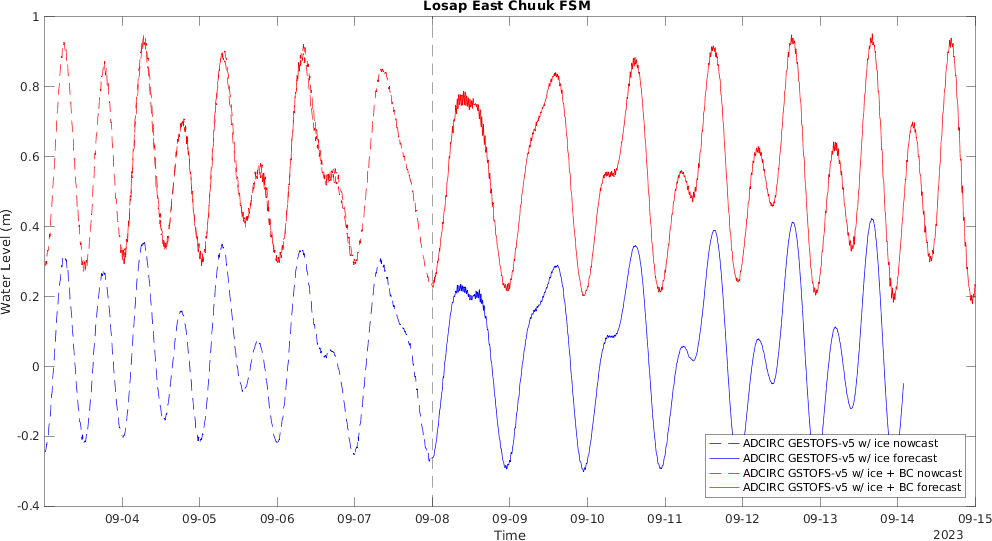 Losap East Chuuk FSM
1
0.8
0.6
0.4
0.2
0
-0.2
-0.4
Water Level (m)
ADCIRC GESTOFS-v5 w/ ice nowcast
ADCIRC GESTOFS-v5 w/ ice forecast
ADCIRC GSTOFS-v5 w/ ice + BC nowcast
ADCIRC GSTOFS-v5 w/ ice + BC forecast
09-04 09-05 09-06 09-07 09-08 09-09 09-10 09-11 09-12 09-13 09-14 09-15
Time
2023